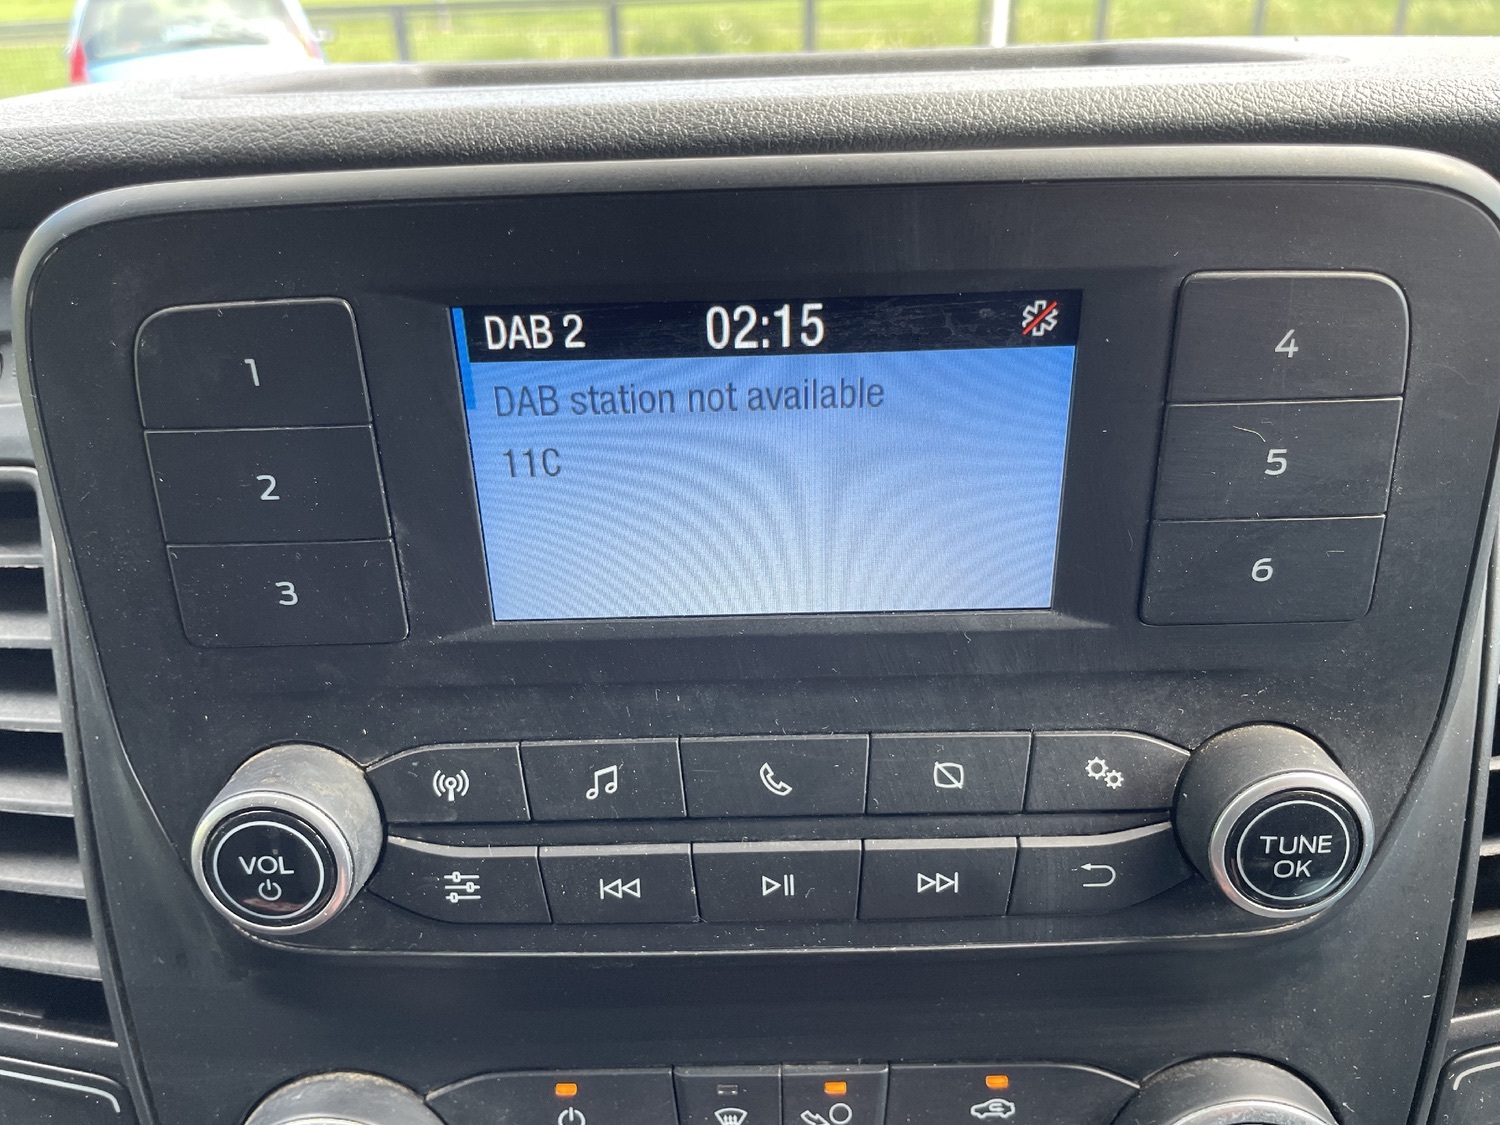 DAB 2 02:15
DAB station not available
11C
1
2
3
4
5
6
VOL
TUNE
OK